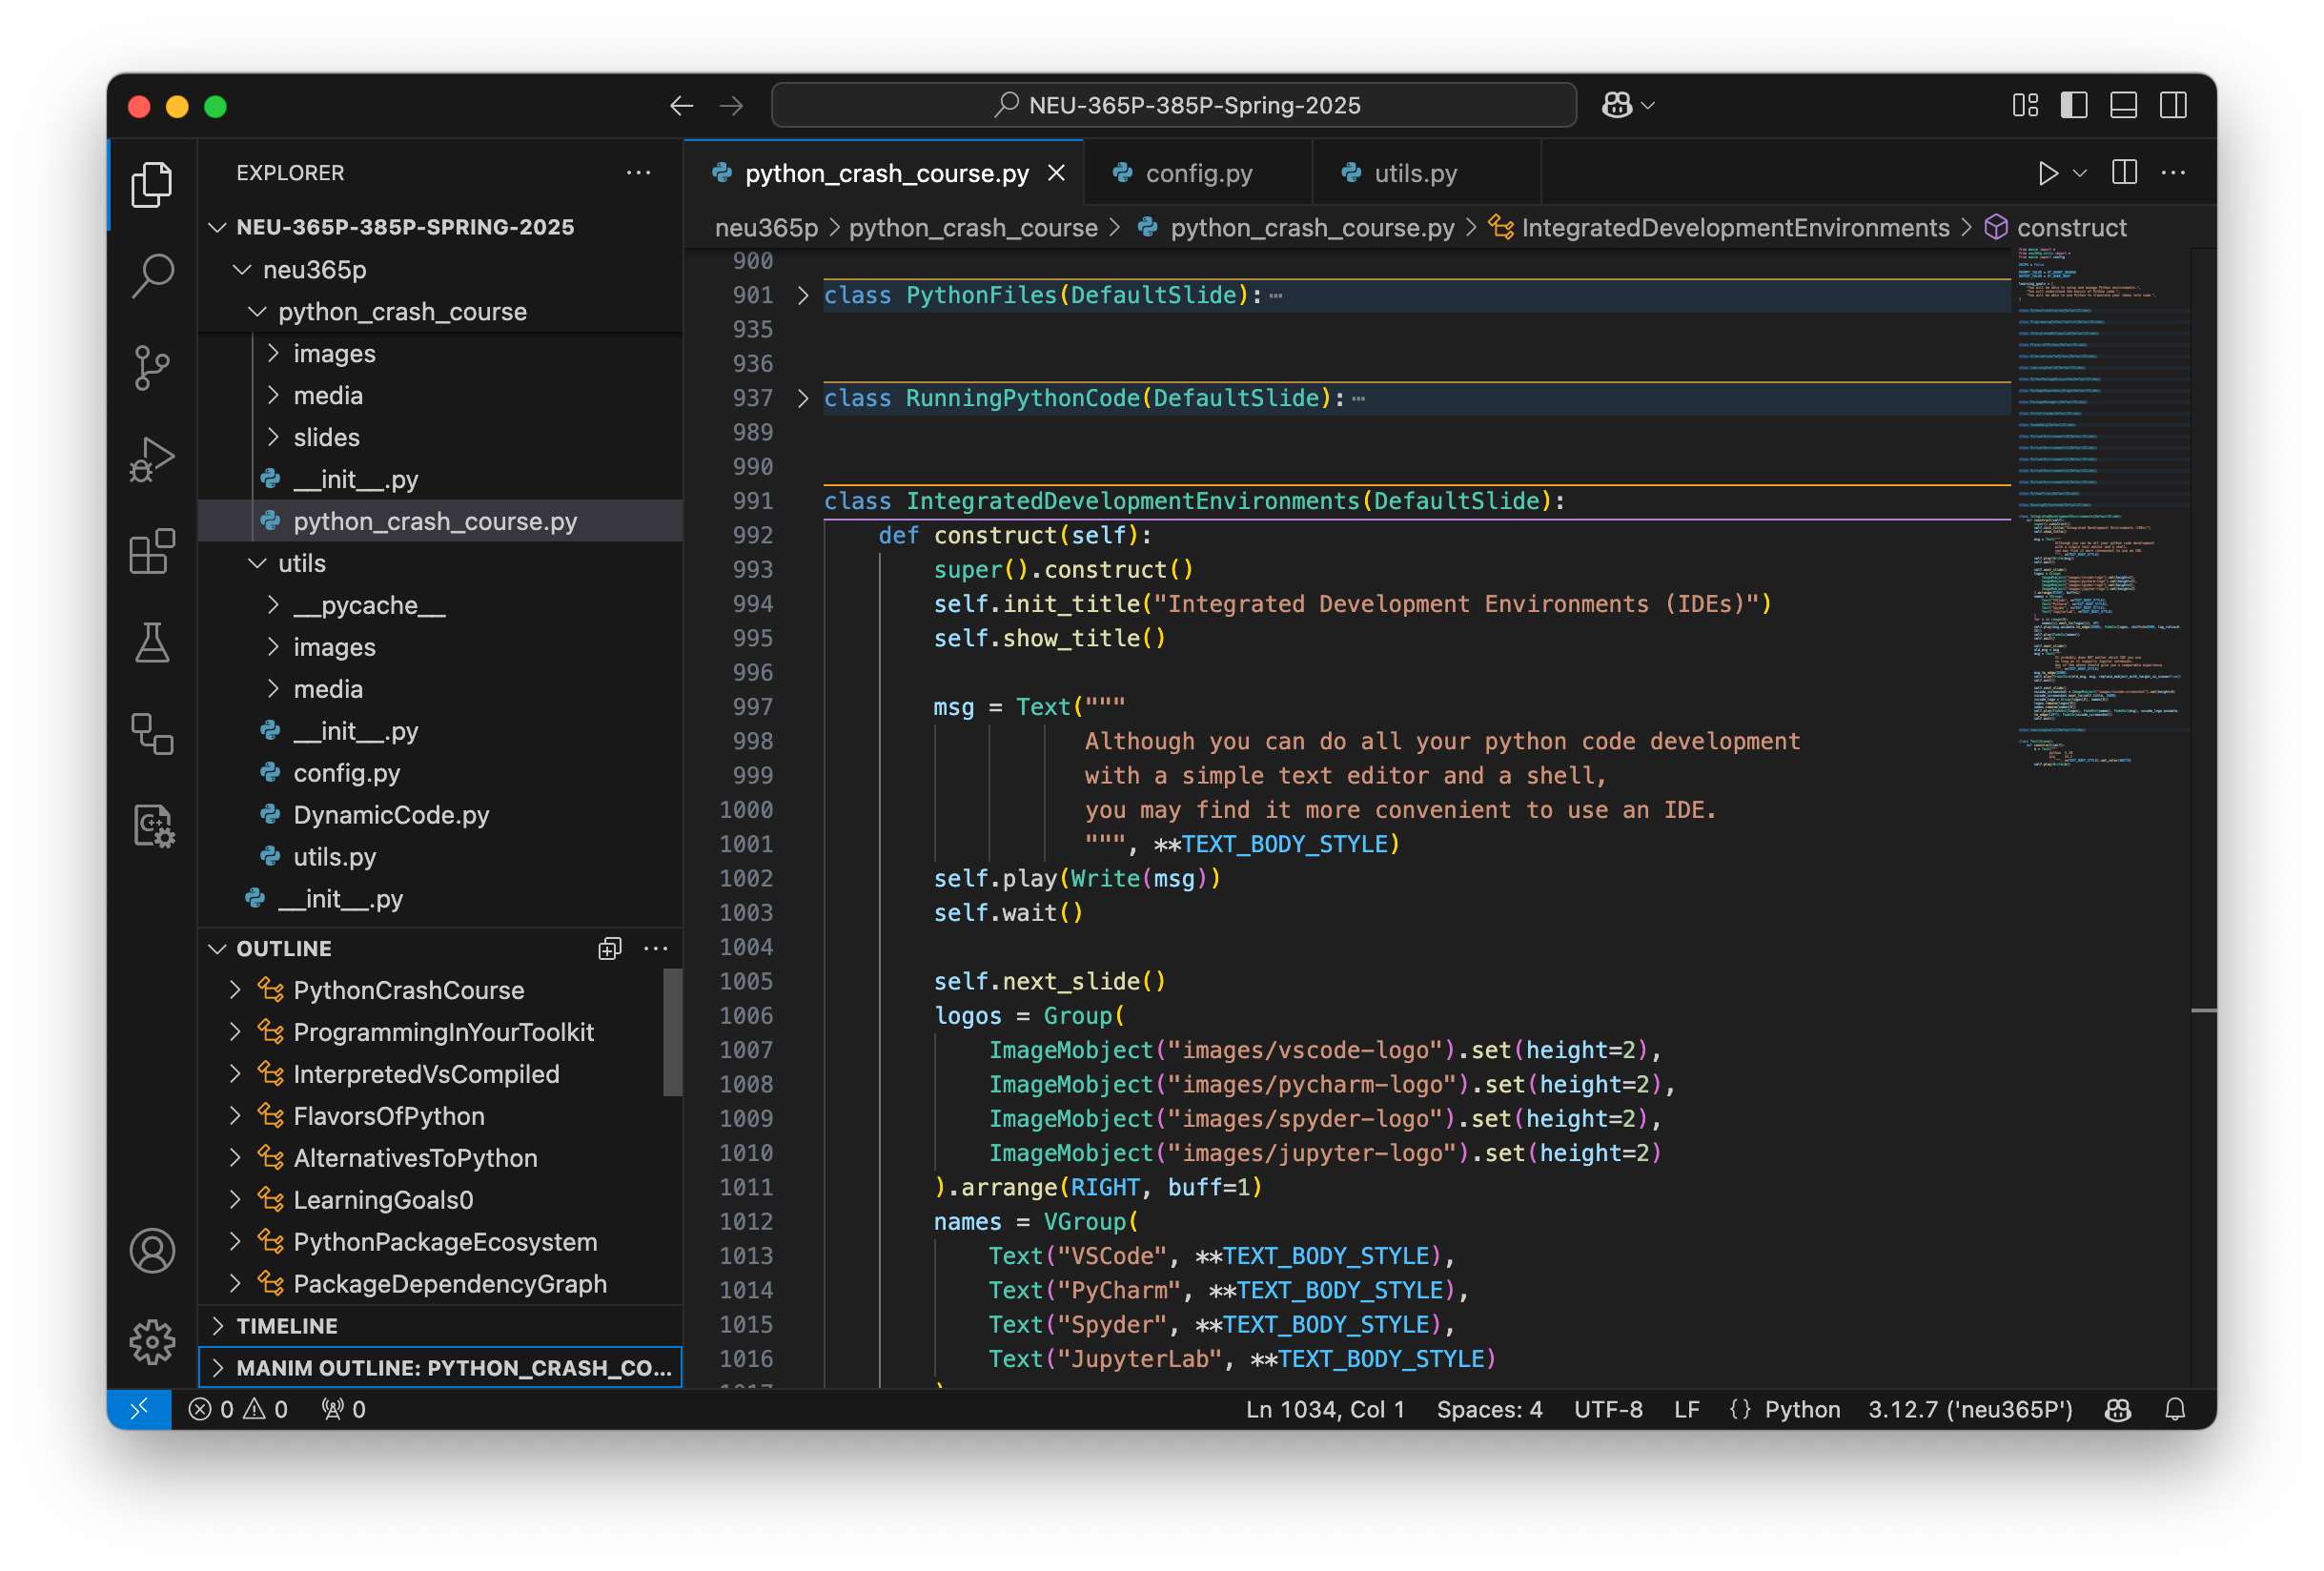 NEU-365P-385P-Spring-2025
EXPLORER
NEU-365P-385P-SPRING-2025
neu365p
python_crash_course
images
media
slides
__init__.py
python_crash_course.py
utils
__pycache__
images
media
__init__.py
config.py
DynamicCode.py
utils.py
__init__.py
OUTLINE
PythonCrashCourse
ProgrammingInYourToolkit
InterpretedVsCompiled
FlavorsOfPython
AlternativesToPython
LearningGoals0
PythonPackageEcosystem
PackageDependencyGraph
TIMELINE
MANIM OUTLINE: PYTHON_CRASH_CO...
python_crash_course.py config.py utils.py
neu365p > python_crash_course > python_crash_course.py > IntegratedDevelopmentEnvironments > construct
900
901 class PythonFiles(DefaultSlide):
935
936
937 class RunningPythonCode(DefaultSlide):
989
990
991 class IntegratedDevelopmentEnvironments(DefaultSlide):
992 def construct(self):
993 super().construct()
994 self.init_title("Integrated Development Environments (IDEs)")
995 self.show_title()
996
997 msg = Text("""
998 Although you can do all your python code development
999 with a simple text editor and a shell,
1000 you may find it more convenient to use an IDE.
1001 """, **TEXT_BODY_STYLE)
1002 self.play(Write(msg))
1003 self.wait()
1004
1005 self.next_slide()
1006 logos = Group(
1007 ImageMobject("images/vscode-logo").set(height=2),
1008 ImageMobject("images/pycharm-logo").set(height=2),
1009 ImageMobject("images/spyder-logo").set(height=2),
1010 ImageMobject("images/jupyter-logo").set(height=2)
1011 ).arrange(RIGHT, buff=1)
1012 names = VGroup(
1013 Text("VSCode", **TEXT_BODY_STYLE),
1014 Text("PyCharm", **TEXT_BODY_STYLE),
1015 Text("Spyder", **TEXT_BODY_STYLE),
1016 Text("JupyterLab", **TEXT_BODY_STYLE)
0 0 0 Ln 1034, Col 1 Spaces: 4 UTF-8 LF {} Python 3.12.7 ('neu365P')